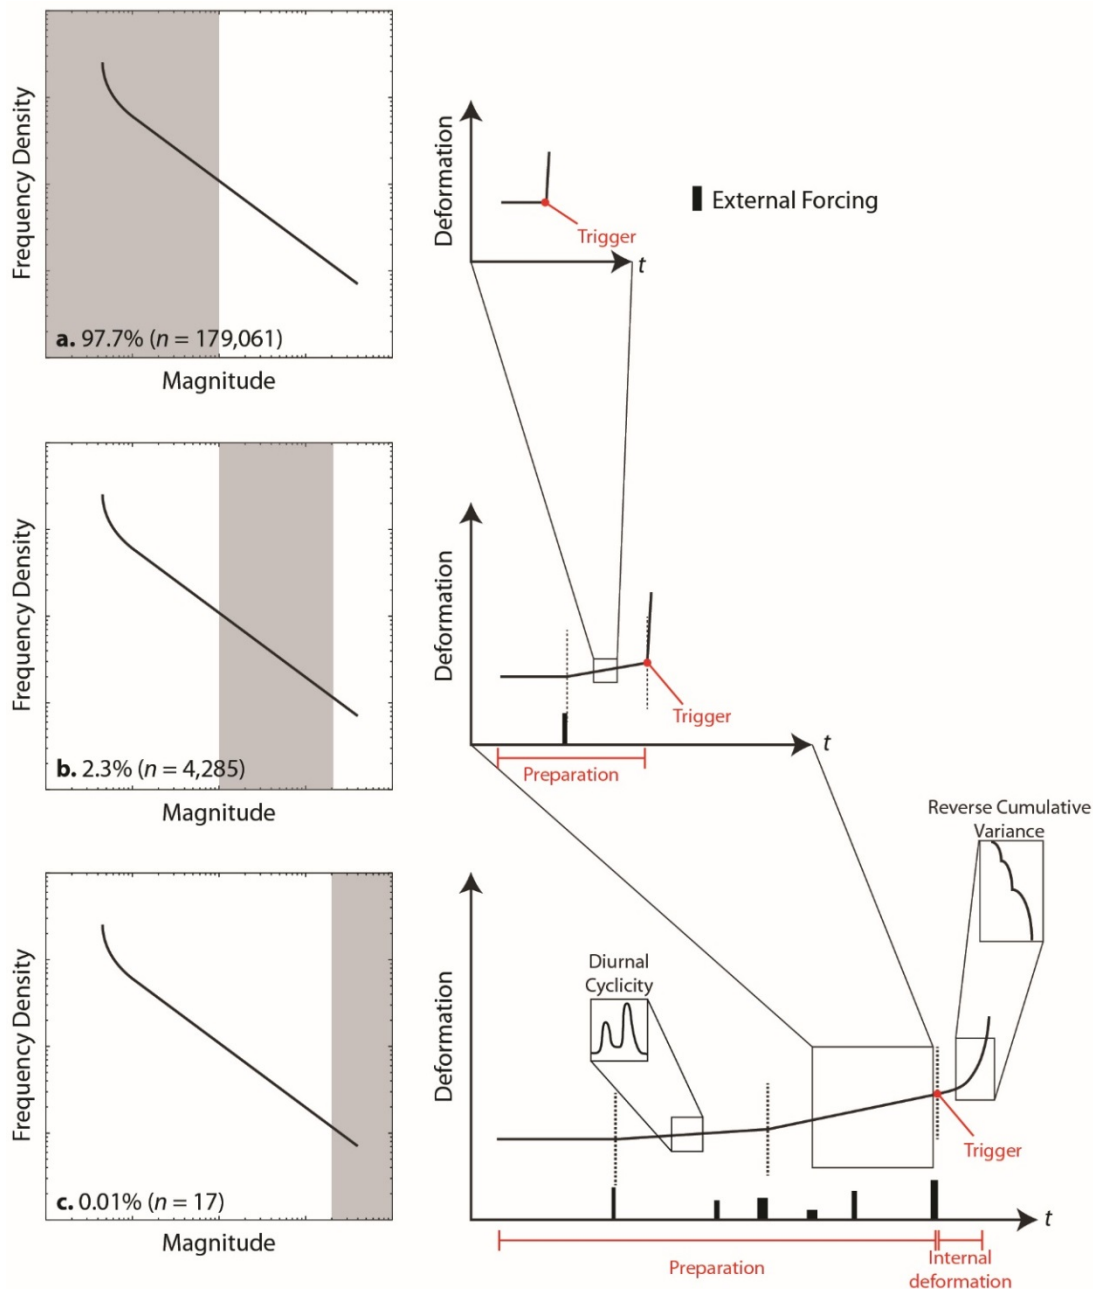 Frequency Density
a. 97.7% (n = 179,061)
Magnitude
Deformation
Trigger
t
External Forcing
Frequency Density
b. 2.3% (n = 4,285)
Magnitude
Deformation
Trigger
t
Preparation
Frequency Density
c. 0.01% (n = 17)
Magnitude
Deformation
Diurnal
Cyclicity
Reverse Cumulative
Variance
Trigger
t
Preparation
Internal
deformation